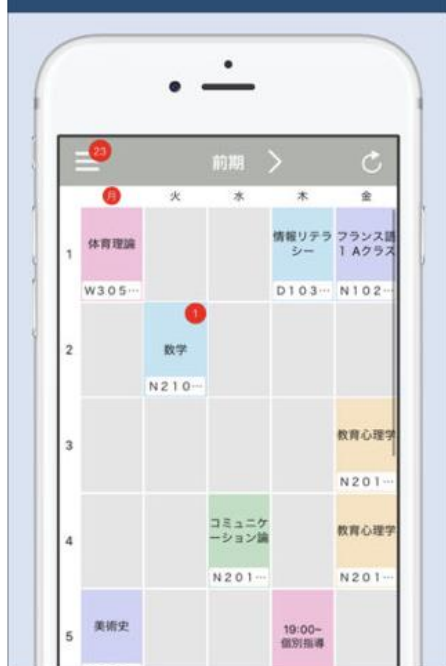 23
前期
月 火 水 木 金
1
体育理論
W305…
情報リテラ
シー
D103…
フランス語
1 Aクラス
N102…
2
1
数学
N210…
3
教育心理学
N201…
4
コミュニケ
ーション論
N201…
教育心理学
N201…
5
美術史
19:00~
個別指導